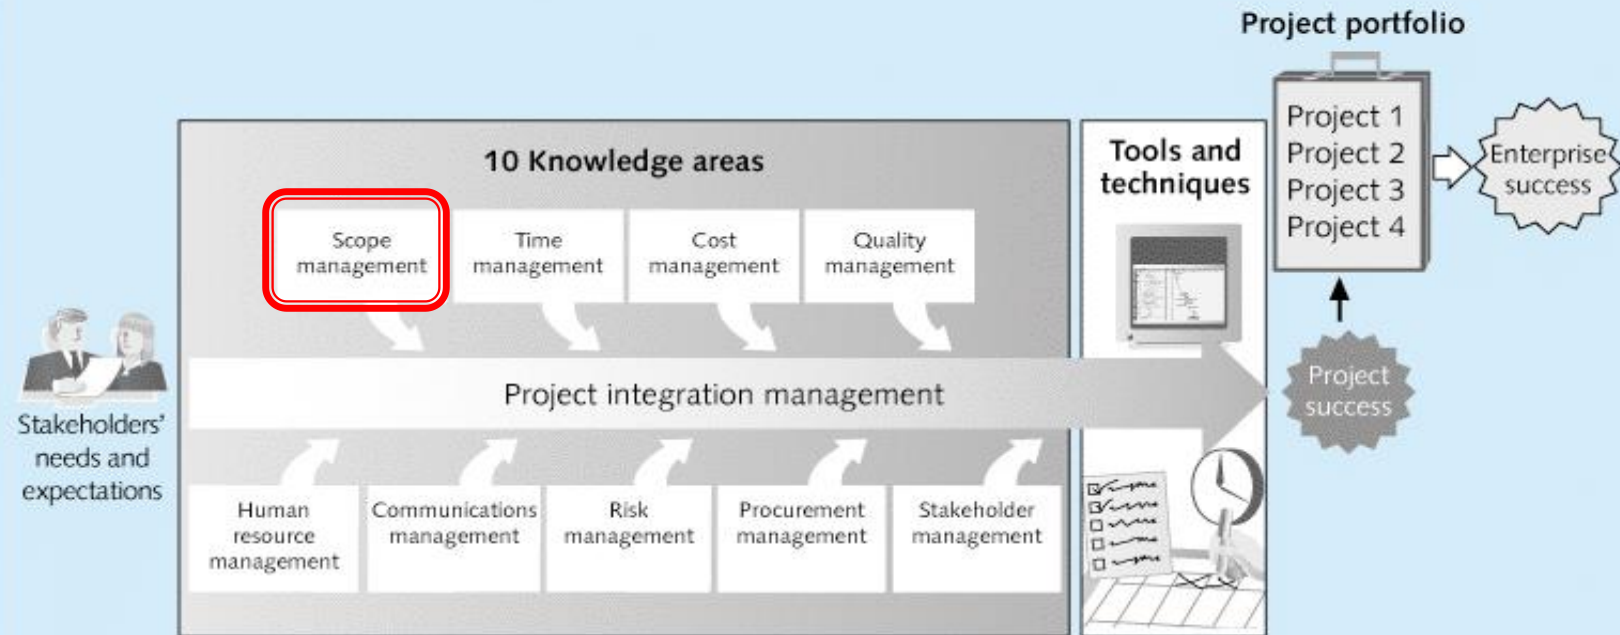 Project portfolio
Project 1
Project 2
Project 3
Project 4
Enterprise
success
10 Knowledge areas
Tools and
techniques
Scope
management
Time
management
Cost
management
Quality
management
Stakeholders'
needs and
expectations
Project integration management
Project
success
Human
resource
management
Communications
management
Risk
management
Procurement
management
Stakeholder
management